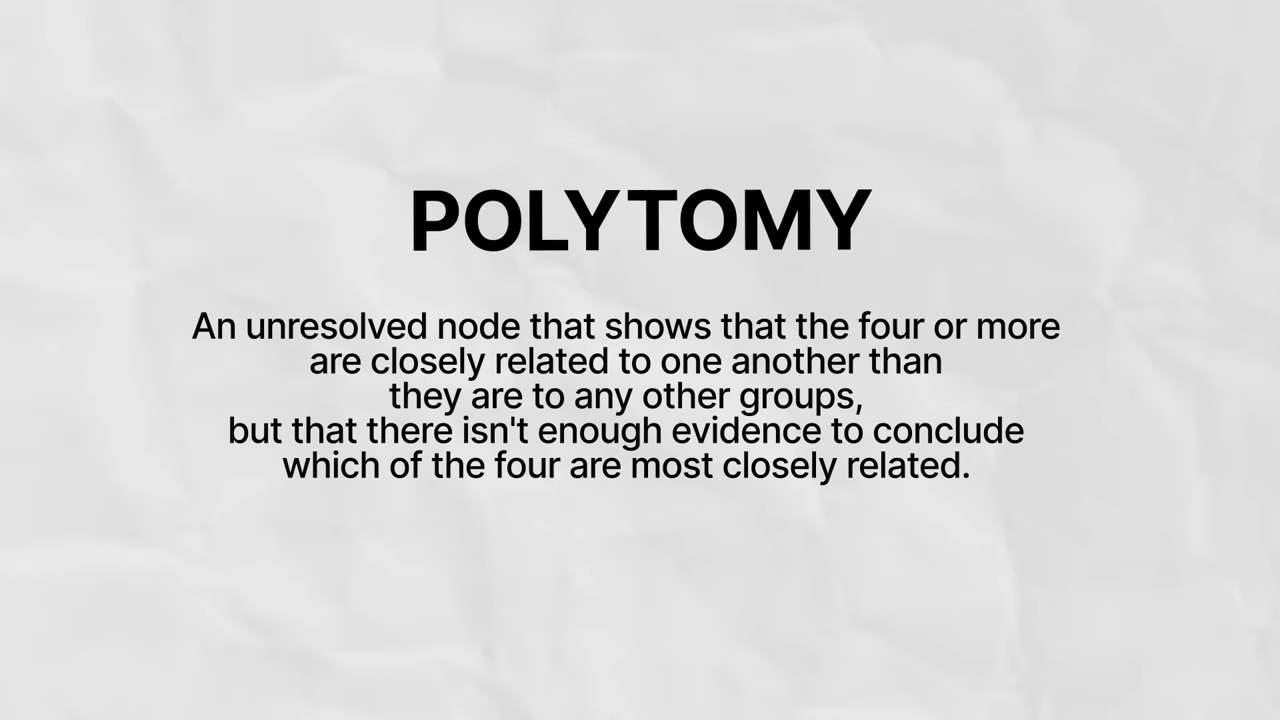 POLYTOMY
An unresolved node that shows that the four or more
are closely related to one another than
they are to any other groups,
but that there isn't enough evidence to conclude
which of the four are most closely related.